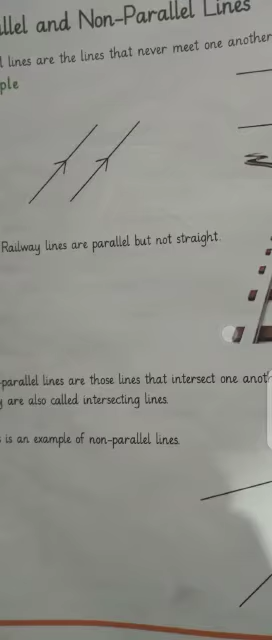 llel and Non-Parallel Lines
l lines are the lines that never meet one another
ple
Railway lines are parallel but not straight.
-parallel lines are those lines that intersect one anoth
y are also called intersecting lines.
s is an example of non-parallel lines.